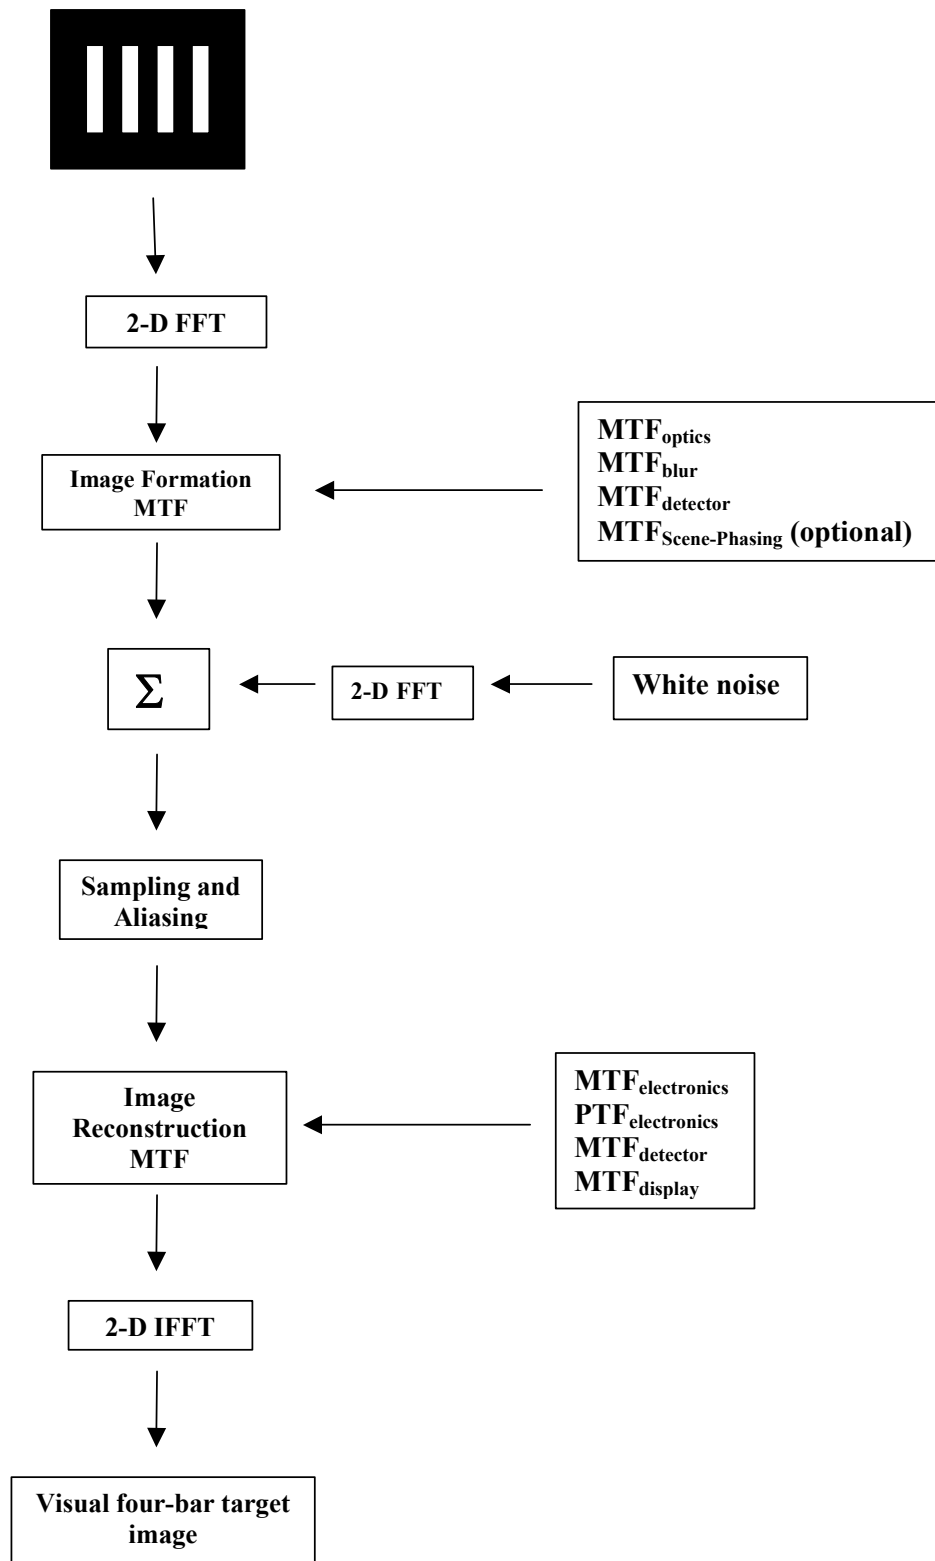 2-D FFT
Image Formation
MTF
MTFoptics
MTFblur
MTFdetector
MTFScene-Phasing (optional)
Σ
2-D FFT
White noise
Sampling and
Aliasing
Image
Reconstruction
MTF
MTFelectronics
PTFelectronics
MTFdetector
MTFdisplay
2-D IFFT
Visual four-bar target
image